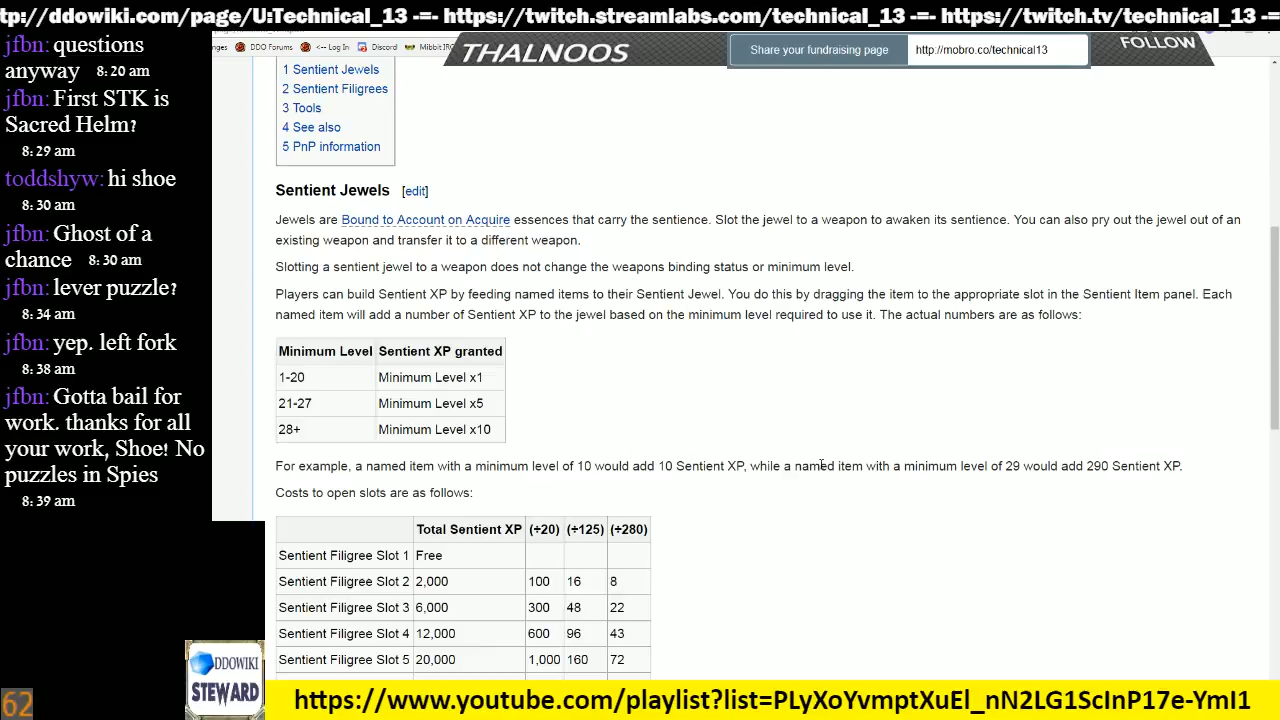 tp://ddowiki.com/page/U:Technical_13 -=- https://twitch.streamlabs.com/technical_13 -=- https://twitch.tv/technical_13 -=
jfbn: questions
anyway 8:20 am
jfbn: First STK is
Sacred Helm?
8:29 am
toddshyw: hi shoe
8:30 am
jfbn: Ghost of a
chance 8:30 am
jfbn: lever puzzle?
8:34 am
jfbn: yep. left fork
8:38 am
jfbn: Gotta bail for
work. thanks for all
your work, Shoe! No
puzzles in Spies
8:39 am
62
DDO Forums <-- Log In Discord Mibbit IR
THALNOOS
Share your fundraising page http://mobro.co/technical13
FOLLOW
1 Sentient Jewels
2 Sentient Filigrees
3 Tools
4 See also
5 PnP information
Sentient Jewels [edit]
Jewels are Bound to Account on Acquire essences that carry the sentience. Slot the jewel to a weapon to awaken its sentience. You can also pry out the jewel out of an
existing weapon and transfer it to a different weapon.
Slotting a sentient jewel to a weapon does not change the weapons binding status or minimum level.
Players can build Sentient XP by feeding named items to their Sentient Jewel. You do this by dragging the item to the appropriate slot in the Sentient Item panel. Each
named item will add a number of Sentient XP to the jewel based on the minimum level required to use it. The actual numbers are as follows:
Minimum Level Sentient XP granted
1-20 Minimum Level x1
21-27 Minimum Level x5
28+ Minimum Level x10
For example, a named item with a minimum level of 10 would add 10 Sentient XP, while a named item with a minimum level of 29 would add 290 Sentient XP.
Costs to open slots are as follows:
Total Sentient XP (÷20) (÷125) (÷280)
Sentient Filigree Slot 1 Free
Sentient Filigree Slot 2 2,000 100 16 8
Sentient Filigree Slot 3 6,000 300 48 22
Sentient Filigree Slot 4 12,000 600 96 43
Sentient Filigree Slot 5 20,000 1,000 160 72
DDOWIKI
STEWARD
https://www.youtube.com/playlist?list=PLyXoYvmptXuEl_nN2LG1ScInP17e-YmI1